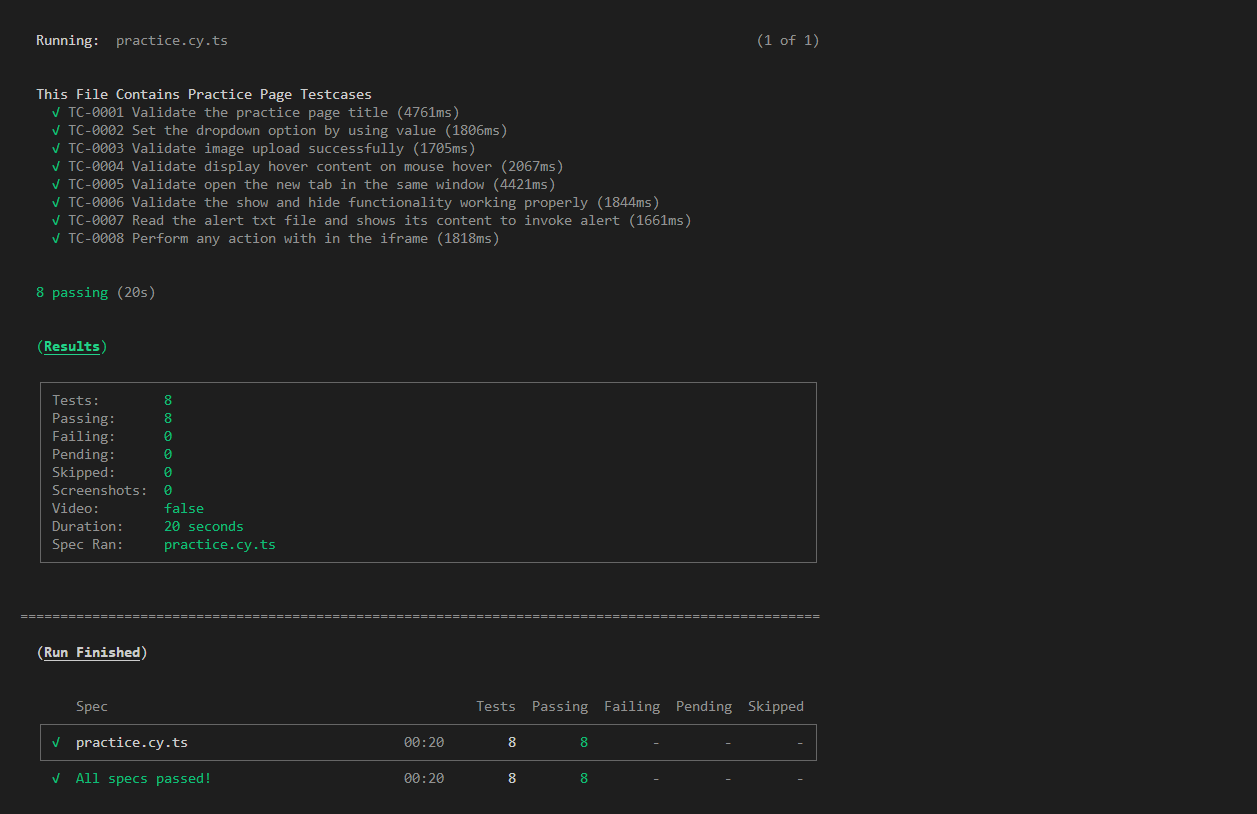 Running:  practice.cy.ts (1 of 1)
This File Contains Practice Page Testcases
√ TC-0001 Validate the practice page title (4761ms)
√ TC-0002 Set the dropdown option by using value (1806ms)
√ TC-0003 Validate image upload successfully (1705ms)
√ TC-0004 Validate display hover content on mouse hover (2067ms)
√ TC-0005 Validate open the new tab in the same window (4421ms)
√ TC-0006 Validate the show and hide functionality working properly (1844ms)
√ TC-0007 Read the alert txt file and shows its content to invoke alert (1661ms)
√ TC-0008 Perform any action with in the iframe (1818ms)
8 passing (20s)
(Results)
Tests: 8
Passing: 8
Failing: 0
Pending: 0
Skipped: 0
Screenshots: 0
Video: false
Duration: 20 seconds
Spec Ran: practice.cy.ts
====================================================================================================
(Run Finished)
Spec Tests Passing Failing Pending Skipped
√ practice.cy.ts 00:20 8 8 - - -
√ All specs passed! 00:20 8 8 - - -